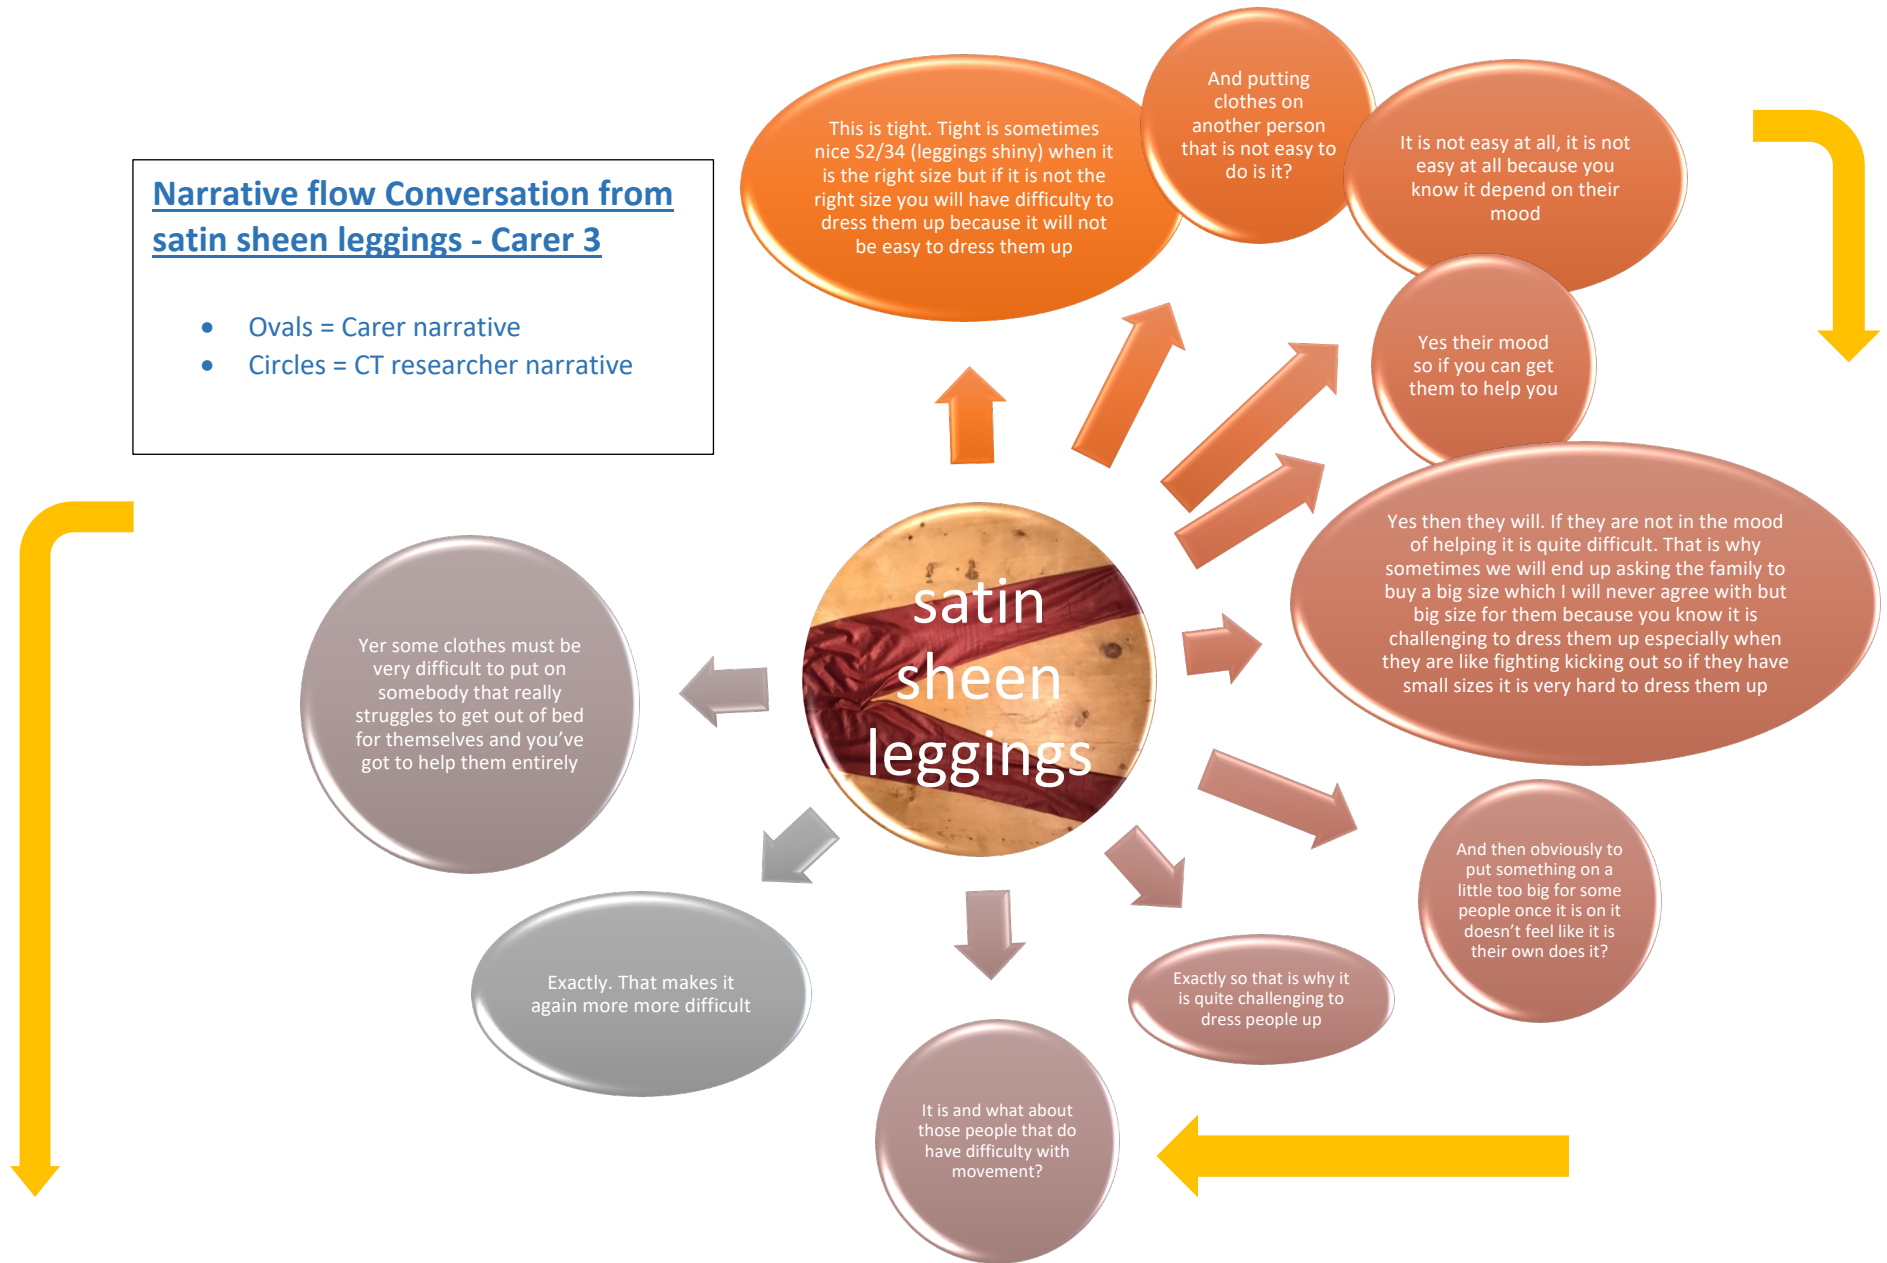 Narrative flow Conversation from
satin sheen leggings - Carer 3
• Ovals = Carer narrative
• Circles = CT researcher narrative
This is tight. Tight is sometimes
nice S2/34 (leggings shiny) when it
is the right size but if it is not the
right size you will have difficulty to
dress them up because it will not
be easy to dress them up
And putting
clothes on
another person
that is not easy to
do is it?
It is not easy at all, it is not
easy at all because you
know it depend on their
mood
Yes their mood
so if you can get
them to help you
Yes then they will. If they are not in the mood
of helping it is quite difficult. That is why
sometimes we will end up asking the family to
buy a big size which I will never agree with but
big size for them because you know it is
challenging to dress them up especially when
they are like fighting kicking out so if they have
small sizes it is very hard to dress them up
And then obviously to
put something on a
little too big for some
people once it is on it
doesn't feel like it is
their own does it?
Exactly so that is why it
is quite challenging to
dress people up
It is and what about
those people that do
have difficulty with
movement?
Exactly. That makes it
again more more difficult
Yer some clothes must be
very difficult to put on
somebody that really
struggles to get out of bed
for themselves and you've
got to help them entirely
satin
sheen
leggings